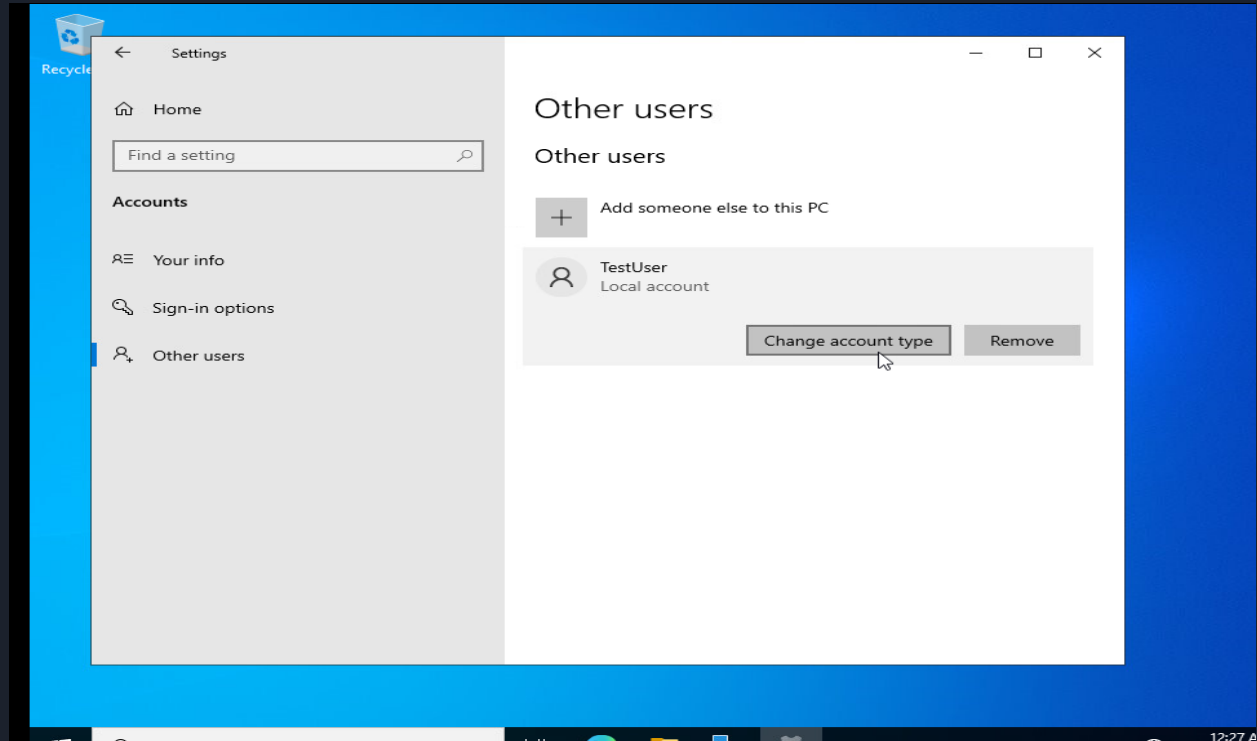 Recycle
Settings
Home
Find a setting
Accounts
Your info
Sign-in options
Other users
Other users
Other users
Add someone else to this PC
TestUser
Local account
Change account type
Remove
12:27 A